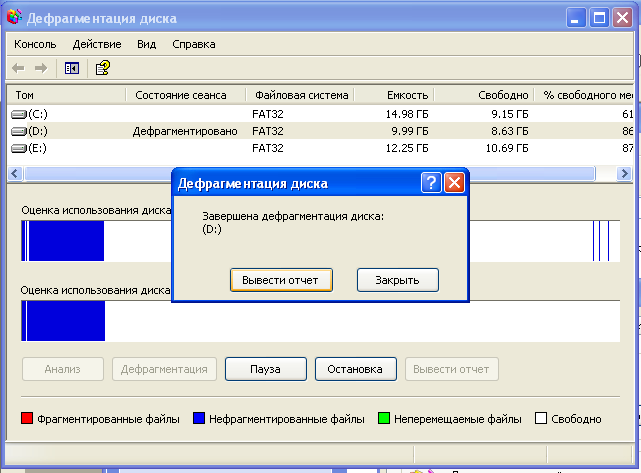 Дефрагментация диска
Консоль Действие Вид Справка
Том Состояние сеанса Файловая система Емкость Свободно % свободного ме
(C:) FAT32 14.98 ГБ 9.15 ГБ 61
(D:) Дефрагментировано FAT32 9.99 ГБ 8.63 ГБ 86
(E:) FAT32 12.25 ГБ 10.69 ГБ 87
Дефрагментация диска
Завершена дефрагментация диска:
(D:)
Вывести отчет Закрыть
Оценка использования диска
Оценка использования диска
Анализ Дефрагментация Пауза Остановка Вывести отчет
Фрагментированные файлы Нефрагментированные файлы Неперемещаемые файлы Свободно